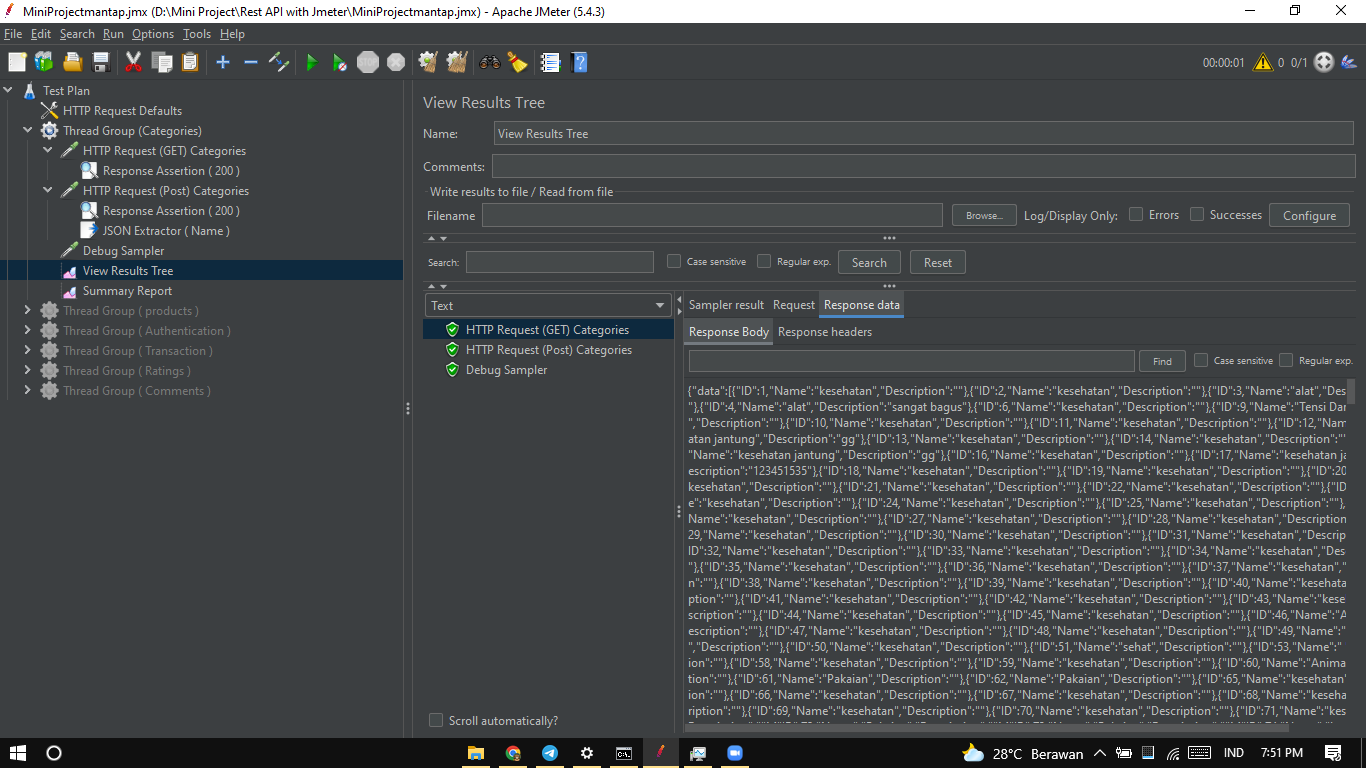 MiniProjectmantap.jmx (D:\Mini Project\Rest API with Jmeter\MiniProjectmantap.jmx) - Apache JMeter (5.4.3)
File Edit Search Run Options Tools Help
00:00:01 0 0/1
Test Plan
HTTP Request Defaults
Thread Group (Categories)
HTTP Request (GET) Categories
Response Assertion ( 200 )
HTTP Request (Post) Categories
Response Assertion ( 200 )
JSON Extractor ( Name )
Debug Sampler
View Results Tree
Summary Report
Thread Group ( products )
Thread Group ( Authentication )
Thread Group ( Transaction )
Thread Group ( Ratings )
Thread Group ( Comments )
View Results Tree
Name: View Results Tree
Comments:
Write results to file / Read from file
Filename Browse... Log/Display Only: Errors Successes Configure
Search: Case sensitive Regular exp. Search Reset
Text
HTTP Request (GET) Categories
HTTP Request (Post) Categories
Debug Sampler
Scroll automatically?
Sampler result Request Response data
Response Body Response headers
Find Case sensitive Regular exp.
{"data":[{"ID":1,"Name":"kesehatan","Description":""},{"ID":2,"Name":"kesehatan","Description":""},{"ID":3,"Name":"alat","Des
"},{"ID":4,"Name":"alat","Description":"sangat bagus"},{"ID":6,"Name":"kesehatan","Description":""},{"ID":9,"Name":"Tensi Dar
","Description":""},{"ID":10,"Name":"kesehatan","Description":""},{"ID":11,"Name":"kesehatan","Description":""},{"ID":12,"Nam
atan jantung","Description":"gg"},{"ID":13,"Name":"kesehatan","Description":""},{"ID":14,"Name":"kesehatan","Description":""
"Name":"kesehatan jantung","Description":"gg"},{"ID":16,"Name":"kesehatan","Description":""},{"ID":17,"Name":"kesehatan ja
escription":"123451535"},{"ID":18,"Name":"kesehatan","Description":""},{"ID":19,"Name":"kesehatan","Description":""},{"ID":20
kesehatan","Description":""},{"ID":21,"Name":"kesehatan","Description":""},{"ID":22,"Name":"kesehatan","Description":""},{"ID
e":"kesehatan","Description":""},{"ID":24,"Name":"kesehatan","Description":""},{"ID":25,"Name":"kesehatan","Description":""},
Name":"kesehatan","Description":""},{"ID":27,"Name":"kesehatan","Description":""},{"ID":28,"Name":"kesehatan","Description
29,"Name":"kesehatan","Description":""},{"ID":30,"Name":"kesehatan","Description":""},{"ID":31,"Name":"kesehatan","Descrip
ID":32,"Name":"kesehatan","Description":""},{"ID":33,"Name":"kesehatan","Description":""},{"ID":34,"Name":"kesehatan","Des
"},{"ID":35,"Name":"kesehatan","Description":""},{"ID":36,"Name":"kesehatan","Description":""},{"ID":37,"Name":"kesehatan","
n":""},{"ID":38,"Name":"kesehatan","Description":""},{"ID":39,"Name":"kesehatan","Description":""},{"ID":40,"Name":"kesehata
ption":""},{"ID":41,"Name":"kesehatan","Description":""},{"ID":42,"Name":"kesehatan","Description":""},{"ID":43,"Name":"kese
scription":""},{"ID":44,"Name":"kesehatan","Description":""},{"ID":45,"Name":"kesehatan","Description":""},{"ID":46,"Name":"A
escription":""},{"ID":47,"Name":"kesehatan","Description":""},{"ID":48,"Name":"kesehatan","Description":""},{"ID":49,"Name":"
","Description":""},{"ID":50,"Name":"kesehatan","Description":""},{"ID":51,"Name":"sehat","Description":""},{"ID":53,"Name":"
ion":""},{"ID":58,"Name":"kesehatan","Description":""},{"ID":59,"Name":"kesehatan","Description":""},{"ID":60,"Name":"Anima
tion":""},{"ID":61,"Name":"Pakaian","Description":""},{"ID":62,"Name":"Pakaian","Description":""},{"ID":65,"Name":"kesehatan"
ion":""},{"ID":66,"Name":"kesehatan","Description":""},{"ID":67,"Name":"kesehatan","Description":""},{"ID":68,"Name":"keseha
ription":""},{"ID":69,"Name":"kesehatan","Description":""},{"ID":70,"Name":"kesehatan","Description":""},{"ID":71,"Name":"kes
28°C Berawan IND 7:51 PM